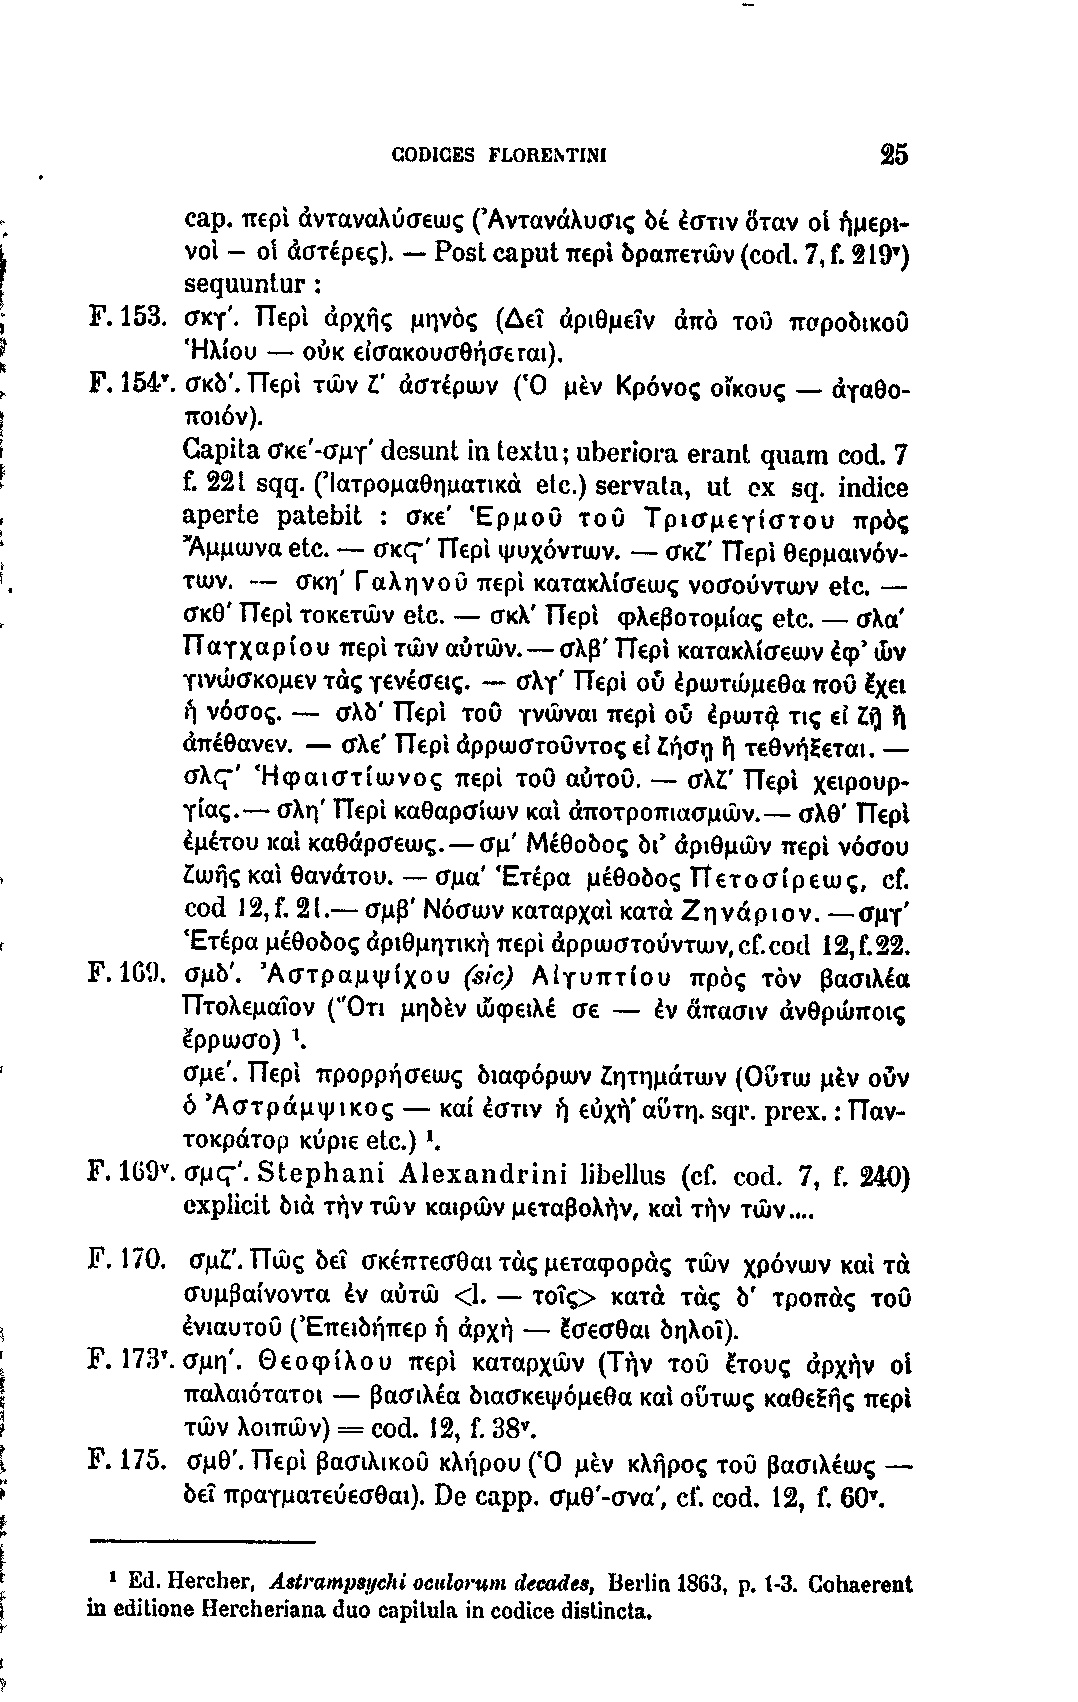 CODICES FLORENTINI 25
cap. περὶ ἀνταναλύσεως (Ἀντανάλυσις δέ ἐστιν ὅταν οἱ ἡμερι-
νοὶ – οἱ ἀστέρες). — Post caput περὶ δραπετῶν (cod. 7, f. 219ᵛ)
sequuntur :
F. 153. σκγ΄. Περὶ ἀρχῆς μηνὸς (Δεῖ ἀριθμεῖν ἀπὸ τοῦ παροδικοῦ
Ἡλίου — οὐκ εἰσακουσθήσεται).
F. 154ᵛ. σκδ΄. Περὶ τῶν ζ΄ ἀστέρων (Ὁ μὲν Κρόνος οἴκους — ἀγαθο-
ποιόν).
Capita σκε΄-σμγ΄ desunt in textu; uberiora erant quam cod. 7
f. 221 sqq. (Ἰατρομαθηματικὰ etc.) servata, ut ex sq. indice
aperte patebit : σκε΄ Ἑρμοῦ τοῦ Τρισμεγίστου πρὸς
Ἄμμωνα etc. — σκϛ΄ Περὶ ψυχόντων. — σκζ΄ Περὶ θερμαινόν-
των. — σκη΄ Γαληνοῦ περὶ κατακλίσεως νοσούντων etc. —
σκθ΄ Περὶ τοκετῶν etc. — σκλ΄ Περὶ φλεβοτομίας etc. — σλα΄
Παγχαρίου περὶ τῶν αὐτῶν. — σλβ΄ Περὶ κατακλίσεων ἐφ᾽ ὧν
γινώσκομεν τὰς γενέσεις. — σλγ΄ Περὶ οὗ ἐρωτώμεθα ποῦ ἔχει
ἡ νόσος. — σλδ΄ Περὶ τοῦ γνῶναι περὶ οὗ ἐρωτᾷ τις εἰ ζῇ ἢ
ἀπέθανεν. — σλε΄ Περὶ ἀρρωστοῦντος εἰ ζήσῃ ἢ τεθνήξεται. —
σλϛ΄ Ἡφαιστίωνος περὶ τοῦ αὐτοῦ. — σλζ΄ Περὶ χειρουρ-
γίας. — σλη΄ Περὶ καθαρσίων καὶ ἀποτροπιασμῶν. — σλθ΄ Περὶ
ἐμέτου καὶ καθάρσεως. — σμ΄ Μέθοδος δι᾽ ἀριθμῶν περὶ νόσου
ζωῆς καὶ θανάτου. — σμα΄ Ἑτέρα μέθοδος Πετοσίρεως, cf.
cod 12, f. 21. — σμβ΄ Νόσων καταρχαὶ κατὰ Ζηνάριον. — σμγ΄
Ἑτέρα μέθοδος ἀριθμητικὴ περὶ ἀρρωστούντων, cf. cod 12, f. 22.
F. 169. σμδ΄. Ἀστραμψίχου (sic) Αἰγυπτίου πρὸς τὸν βασιλέα
Πτολεμαῖον (Ὅτι μηδὲν ὤφειλέ σε — ἐν ἅπασιν ἀνθρώποις
ἔρρωσο) ¹.
σμε΄. Περὶ προρρήσεως διαφόρων ζητημάτων (Οὕτω μὲν οὖν
ὁ Ἀστράμψικος — καί ἐστιν ἡ εὐχὴ αὕτη. sqr. prex. : Παν-
τοκράτορ κύριε etc.) ¹.
F. 169ᵛ. σμϛ΄. Stephani Alexandrini libellus (cf. cod. 7, f. 240)
explicit διὰ τὴν τῶν καιρῶν μεταβολὴν, καὶ τὴν τῶν....
F. 170. σμζ΄. Πῶς δεῖ σκέπτεσθαι τὰς μεταφορὰς τῶν χρόνων καὶ τὰ
συμβαίνοντα ἐν αὐτῶ <l. — τοῖς> κατὰ τὰς δ΄ τροπὰς τοῦ
ἐνιαυτοῦ (Ἐπειδήπερ ἡ ἀρχὴ — ἔσεσθαι δηλοῖ).
F. 173ᵛ. σμη΄. Θεοφίλου περὶ καταρχῶν (Τὴν τοῦ ἔτους ἀρχὴν οἱ
παλαιότατοι — βασιλέα διασκεψόμεθα καὶ οὕτως καθεξῆς περὶ
τῶν λοιπῶν) = cod. 12, f. 38ᵛ.
F. 175. σμθ΄. Περὶ βασιλικοῦ κλήρου (Ὁ μὲν κλῆρος τοῦ βασιλέως —
δεῖ πραγματεύεσθαι). De capp. σμθ΄-σνα΄, cf. cod. 12, f. 60ᵛ.
¹ Ed. Hercher, Astrampsychi oculorum decades, Berlin 1863, p. 1-3. Cohaerent
in editione Hercheriana duo capitula in codice distincta.